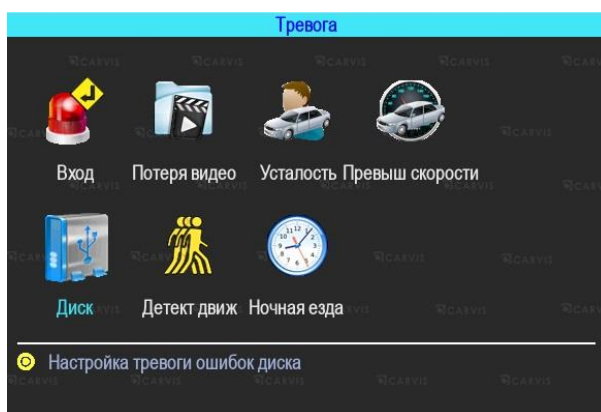 Тревога
Вход Потеря видео Усталость Превыш скорости
Диск Детект движ Ночная езда
Настройка тревоги ошибок диска